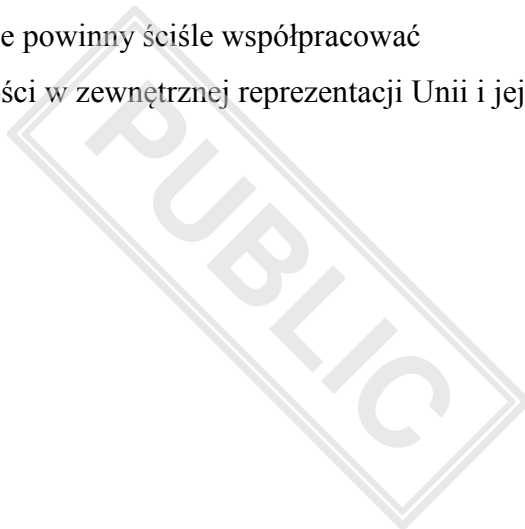 e powinny ściśle współpracować
ści w zewnętrznej reprezentacji Unii i jej
PUBLIC